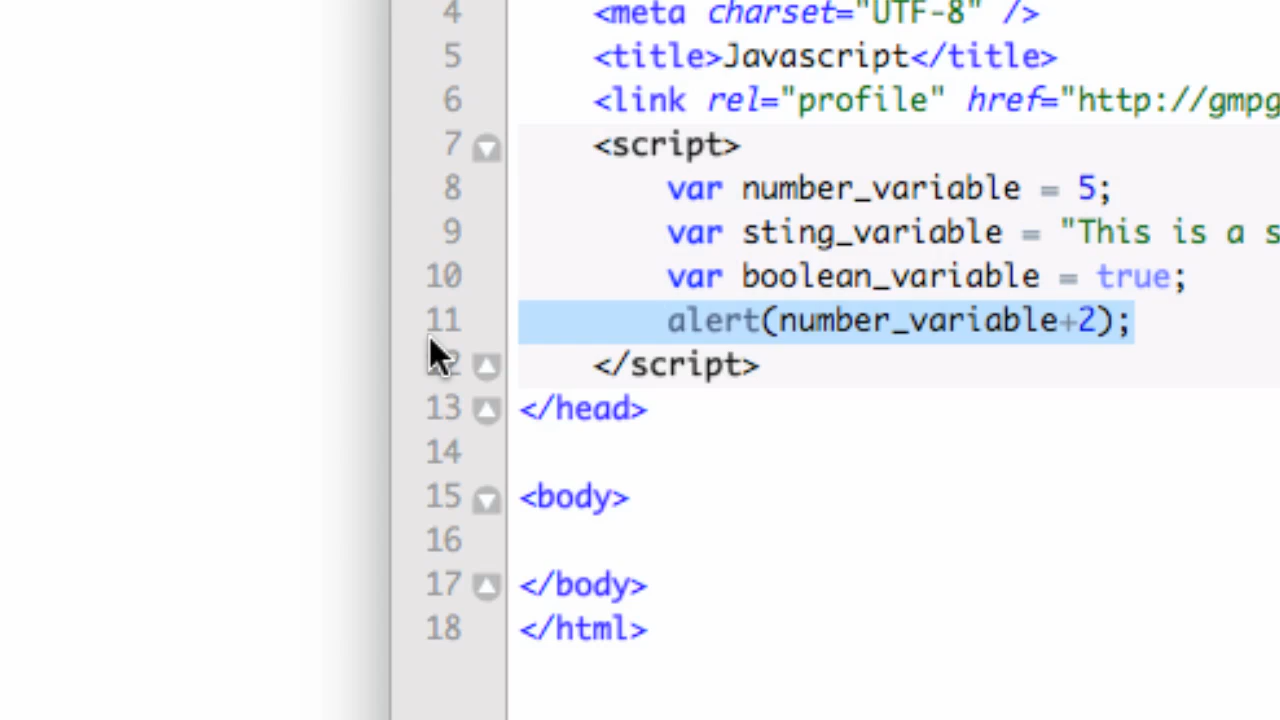 4 <meta charset="UTF-8" />
5 <title>Javascript</title>
6 <link rel="profile" href="http://gmpg
7 <script>
8 var number_variable = 5;
9 var sting_variable = "This is a s
10 var boolean_variable = true;
11 alert(number_variable+2);
</script>
13 </head>
14
15 <body>
16
17 </body>
18 </html>